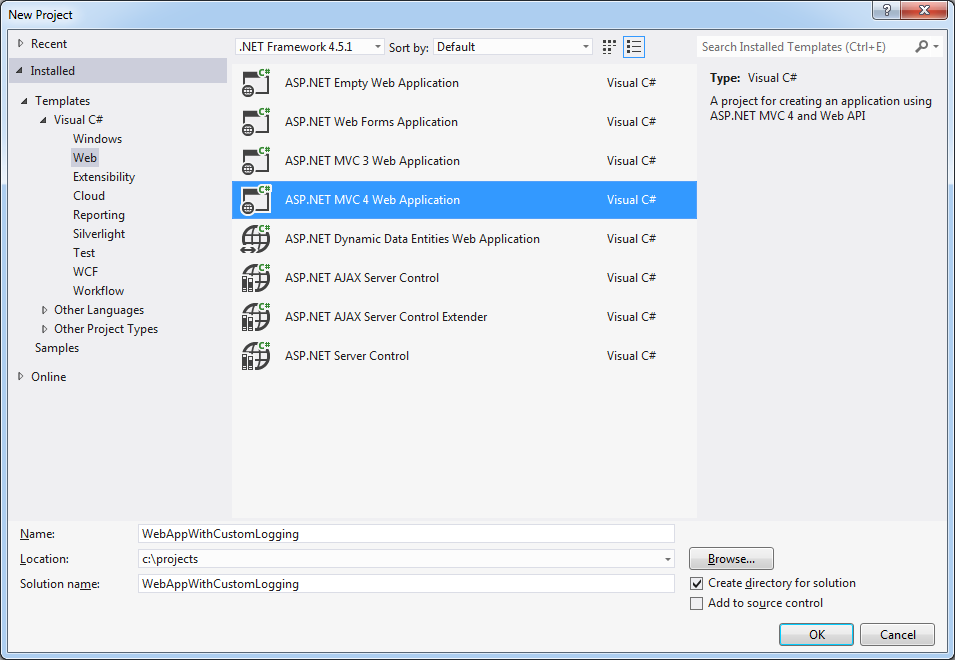 New Project
?
Recent
.NET Framework 4.5.1
Sort by:
Default
Search Installed Templates (Ctrl+E)
Installed
Templates
Visual C#
Windows
Web
Extensibility
Cloud
Reporting
Silverlight
Test
WCF
Workflow
Other Languages
Other Project Types
Samples
Online
C# ASP.NET Empty Web Application Visual C#
C# ASP.NET Web Forms Application Visual C#
C# ASP.NET MVC 3 Web Application Visual C#
C# ASP.NET MVC 4 Web Application Visual C#
C# ASP.NET Dynamic Data Entities Web Application Visual C#
C# ASP.NET AJAX Server Control Visual C#
C# ASP.NET AJAX Server Control Extender Visual C#
C# ASP.NET Server Control Visual C#
Type: Visual C#
A project for creating an application using
ASP.NET MVC 4 and Web API
Name: WebAppWithCustomLogging
Location: c:\projects
Browse...
Solution name: WebAppWithCustomLogging
Create directory for solution
Add to source control
OK
Cancel